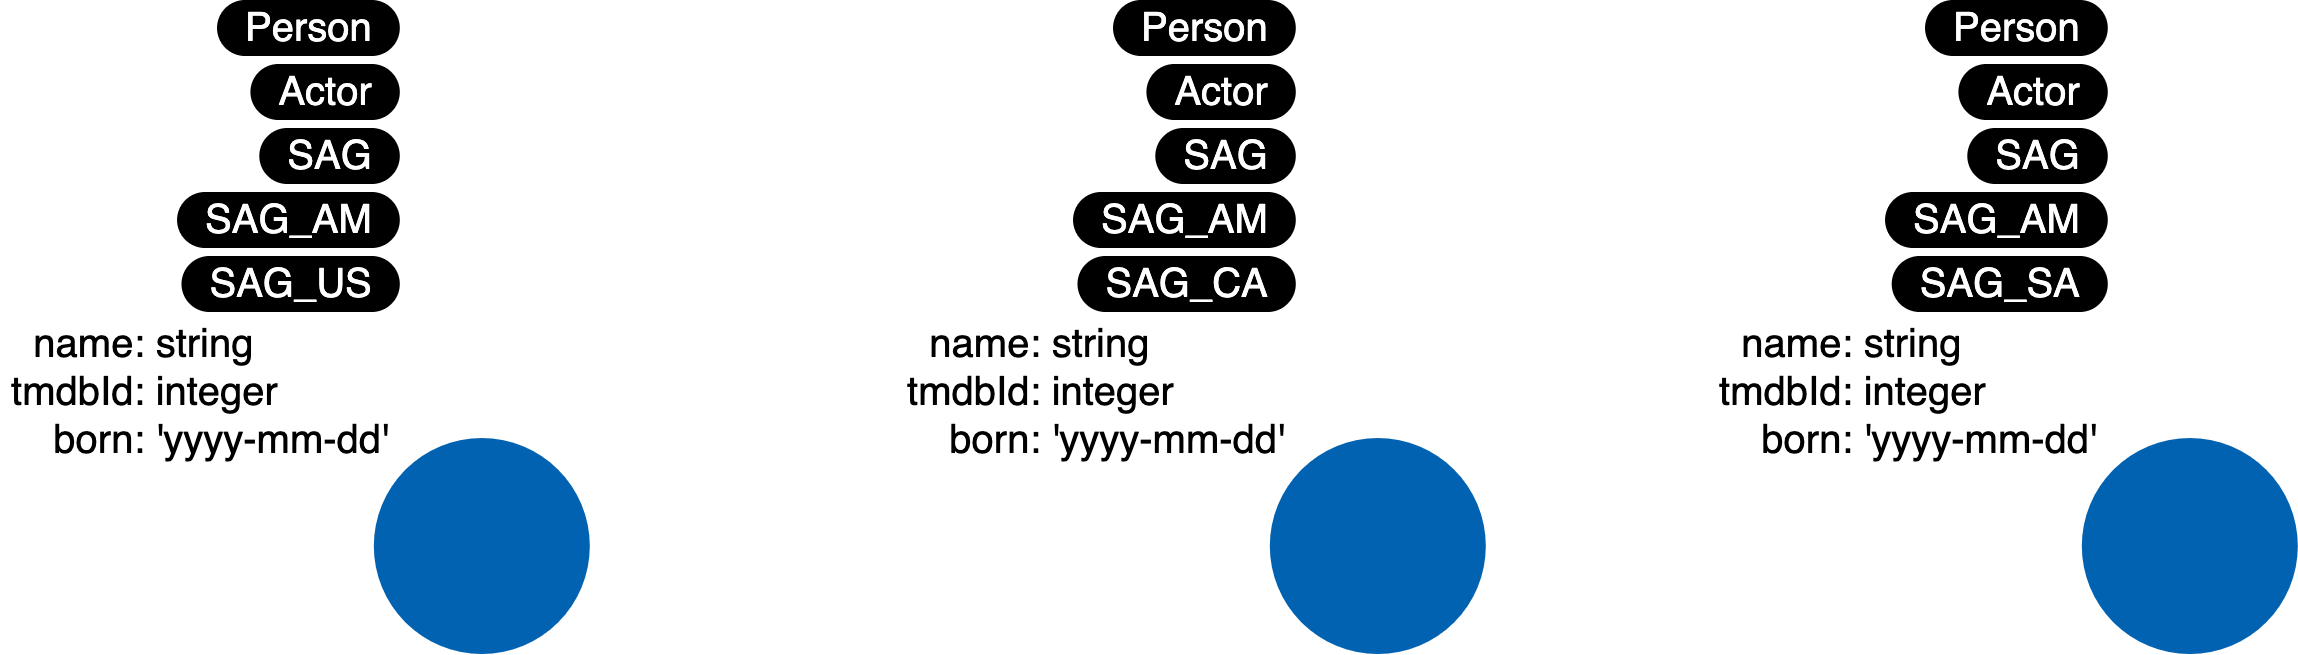 Person
Actor
SAG
SAG_AM
SAG_US
name: string
tmdbId: integer
born: 'yyyy-mm-dd'
Person
Actor
SAG
SAG_AM
SAG_CA
name: string
tmdbId: integer
born: 'yyyy-mm-dd'
Person
Actor
SAG
SAG_AM
SAG_SA
name: string
tmdbId: integer
born: 'yyyy-mm-dd'